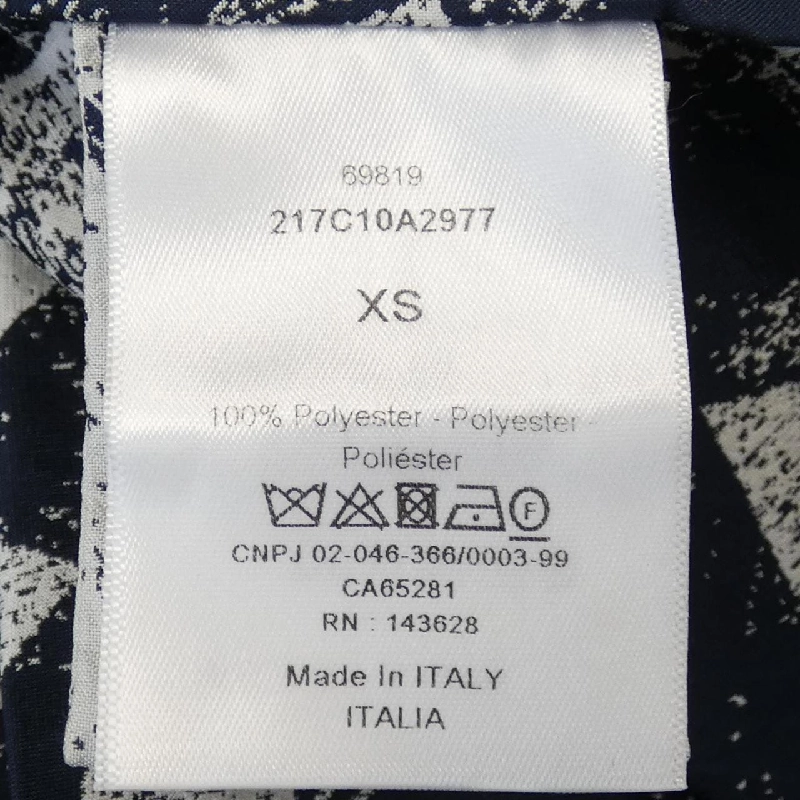 69819
217C10A2977
XS
100% Polyester - Polyester -
Poliéster
F
CNPJ 02-046-366/0003-99
CA65281
RN : 143628
Made In ITALY
ITALIA